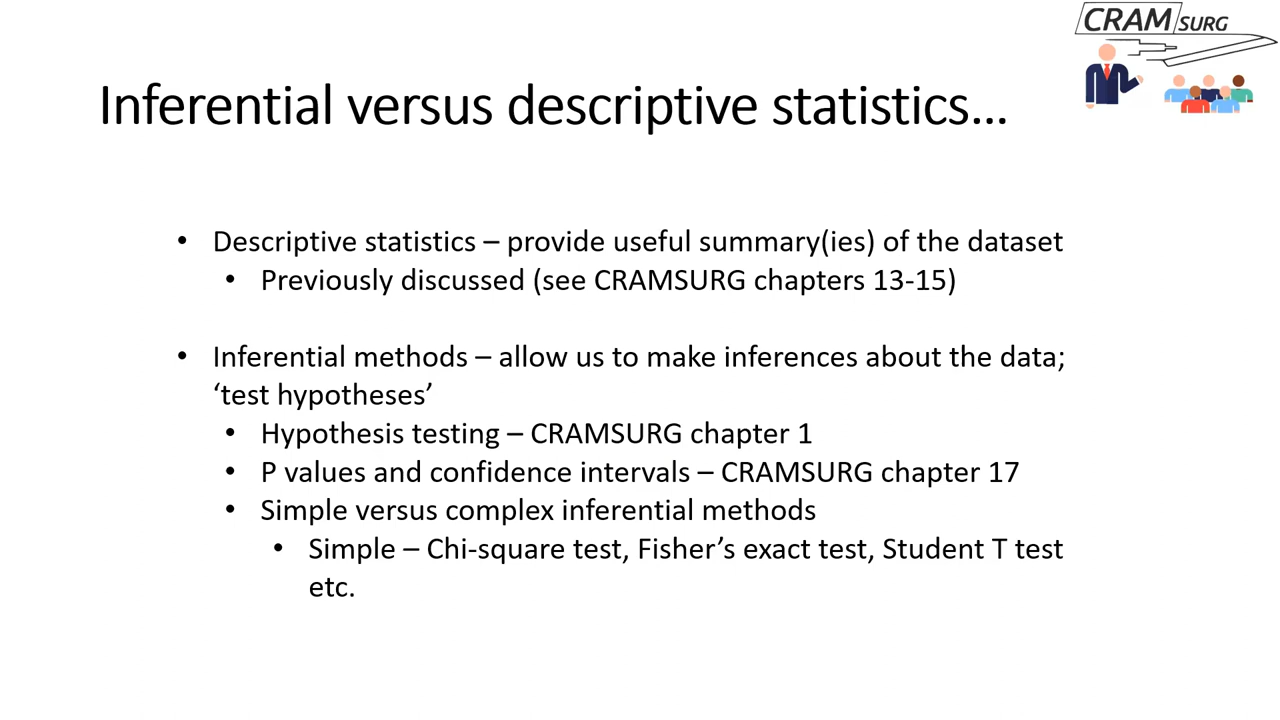 CRAM SURG
Inferential versus descriptive statistics…
• Descriptive statistics – provide useful summary(ies) of the dataset
• Previously discussed (see CRAMSURG chapters 13-15)
• Inferential methods – allow us to make inferences about the data;
‘test hypotheses’
• Hypothesis testing – CRAMSURG chapter 1
• P values and confidence intervals – CRAMSURG chapter 17
• Simple versus complex inferential methods
• Simple – Chi-square test, Fisher’s exact test, Student T test
etc.